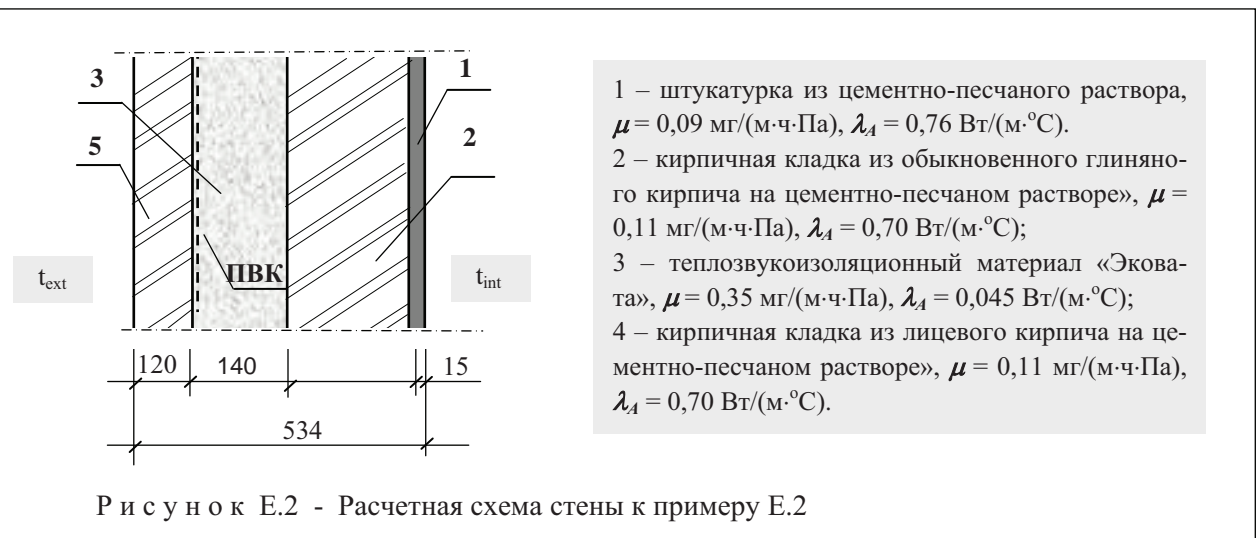 3
1
5
2
ПВК
t_ext
t_int
120
140
15
534
1 – штукатурка из цементно-песчаного раствора,
μ = 0,09 мг/(м·ч·Па), λ_A = 0,76 Вт/(м·°С).
2 – кирпичная кладка из обыкновенного глиняно-
го кирпича на цементно-песчаном растворе», μ =
0,11 мг/(м·ч·Па), λ_A = 0,70 Вт/(м·°С);
3 – теплозвукоизоляционный материал «Эковa-
та», μ = 0,35 мг/(м·ч·Па), λ_A = 0,045 Вт/(м·°С);
4 – кирпичная кладка из лицевого кирпича на це-
ментно-песчаном растворе», μ = 0,11 мг/(м·ч·Па),
λ_A = 0,70 Вт/(м·°С).
Рисунок Е.2 - Расчетная схема стены к примеру Е.2